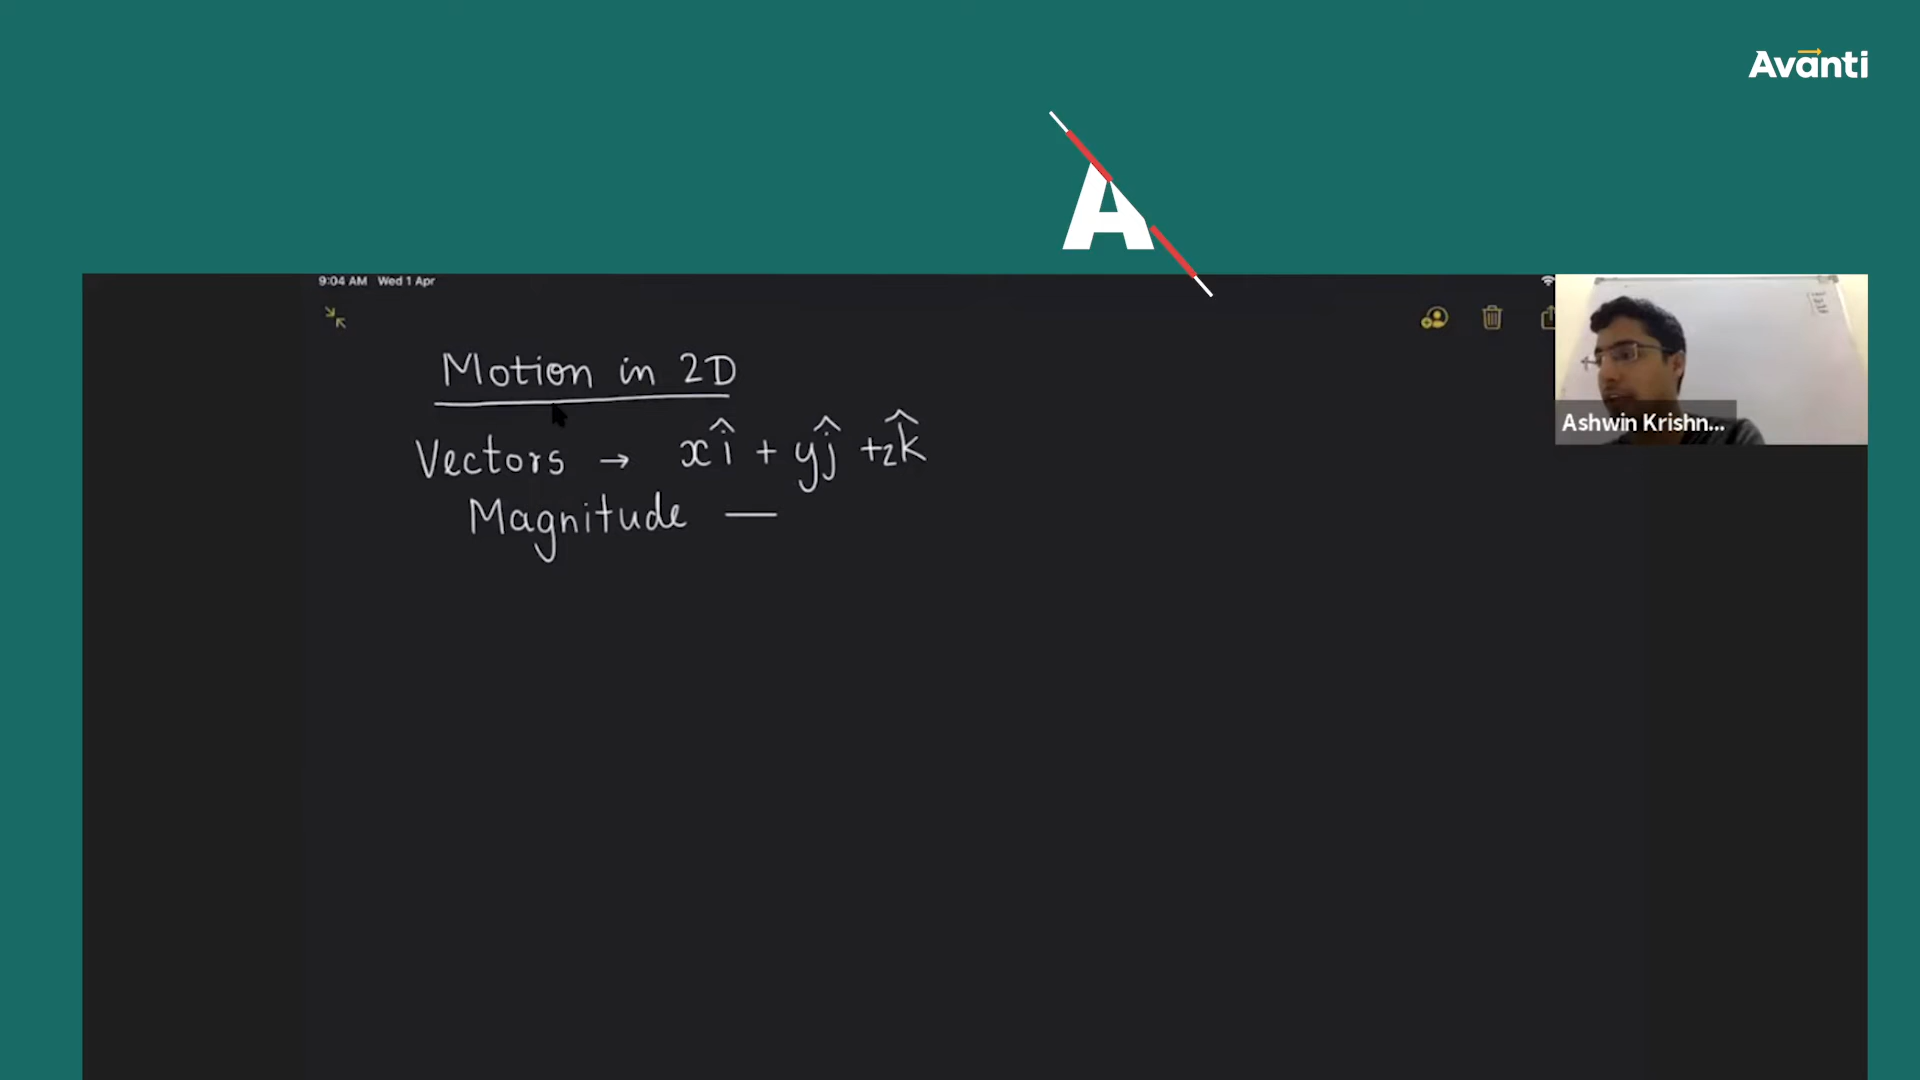 Avanti
A
9:04 AM Wed 1 Apr
Motion in 2D
Vectors → xî + yĵ + zk̂
Magnitude —
Ashwin Krishn...